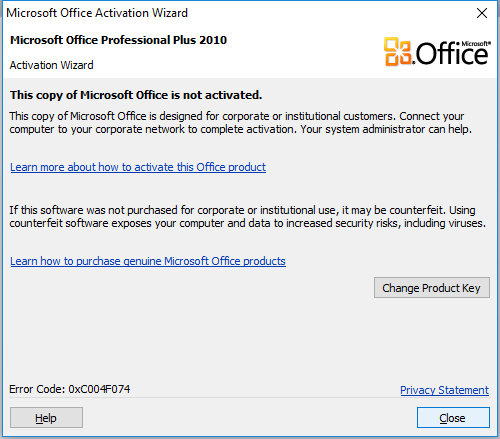 Microsoft Office Activation Wizard
Microsoft Office Professional Plus 2010
Activation Wizard
Microsoft®
Office
This copy of Microsoft Office is not activated.
This copy of Microsoft Office is designed for corporate or institutional customers. Connect your
computer to your corporate network to complete activation. Your system administrator can help.
Learn more about how to activate this Office product
If this software was not purchased for corporate or institutional use, it may be counterfeit. Using
counterfeit software exposes your computer and data to increased security risks, including viruses.
Learn how to purchase genuine Microsoft Office products
Change Product Key
Error Code: 0xC004F074
Privacy Statement
Help
Close